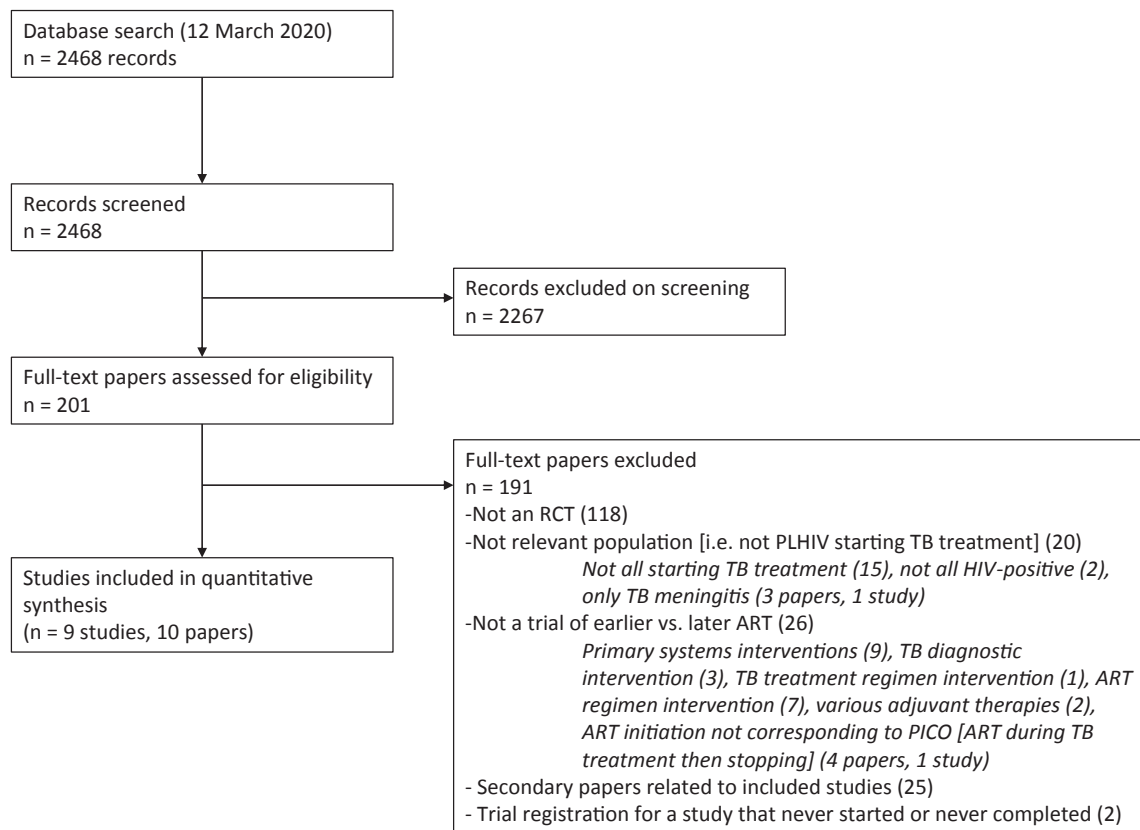 Database search (12 March 2020)
n = 2468 records
Records screened
n = 2468
Records excluded on screening
n = 2267
Full-text papers assessed for eligibility
n = 201
Full-text papers excluded
n = 191
-Not an RCT (118)
-Not relevant population [i.e. not PLHIV starting TB treatment] (20)
Not all starting TB treatment (15), not all HIV-positive (2),
only TB meningitis (3 papers, 1 study)
-Not a trial of earlier vs. later ART (26)
Primary systems interventions (9), TB diagnostic
intervention (3), TB treatment regimen intervention (1), ART
regimen intervention (7), various adjuvant therapies (2),
ART initiation not corresponding to PICO [ART during TB
treatment then stopping] (4 papers, 1 study)
- Secondary papers related to included studies (25)
- Trial registration for a study that never started or never completed (2)
Studies included in quantitative
synthesis
(n = 9 studies, 10 papers)